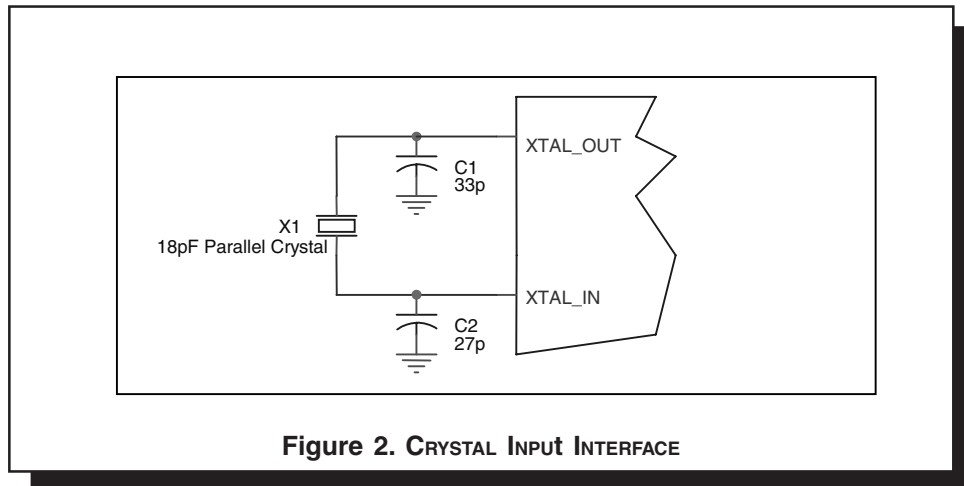 XTAL_OUT
C1
33p
X1
18pF Parallel Crystal
XTAL_IN
C2
27p
Figure 2. CRYSTAL INPUT INTERFACE